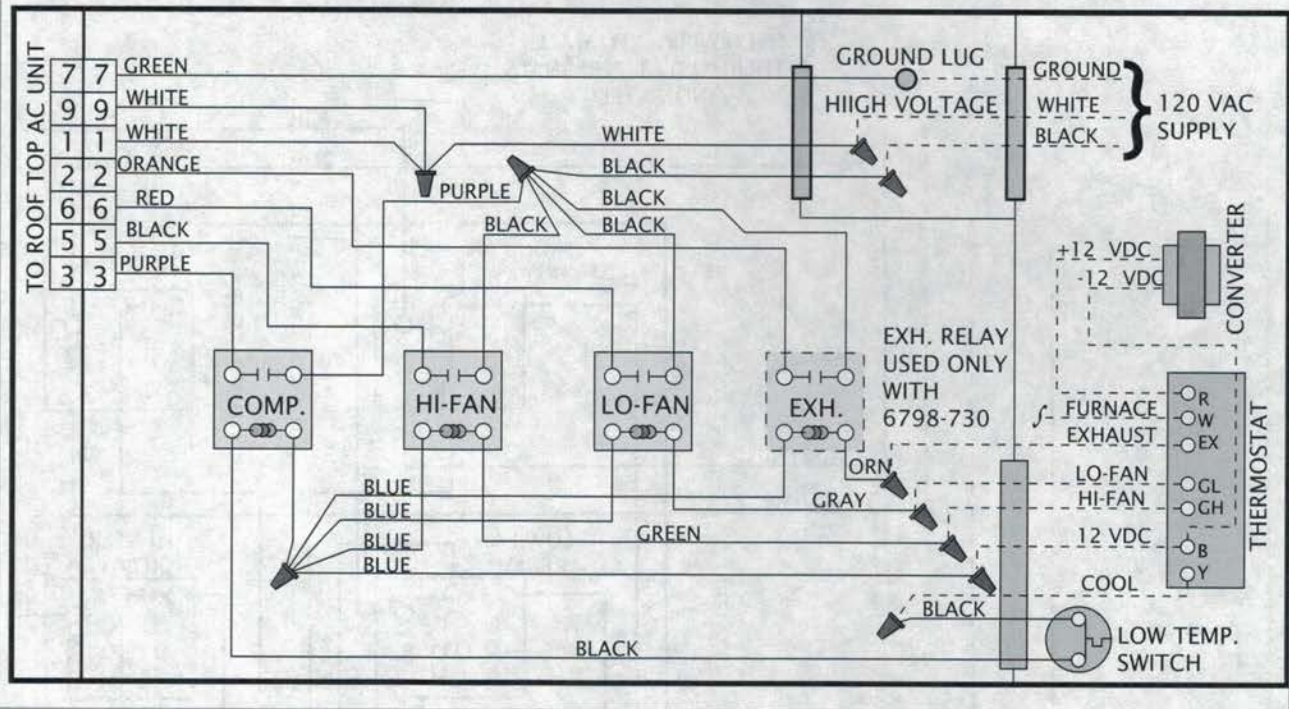 TO ROOF TOP AC UNIT
7 7 GREEN
9 9 WHITE
1 1 WHITE
2 2 ORANGE
6 6 RED
5 5 BLACK
3 3 PURPLE
GROUND LUG
HIIGH VOLTAGE
GROUND
WHITE
BLACK
120 VAC
SUPPLY
WHITE
BLACK
PURPLE
BLACK
BLACK
BLACK
+12 VDC
-12 VDC
CONVERTER
COMP.
HI-FAN
LO-FAN
EXH.
EXH. RELAY
USED ONLY
WITH
6798-730
FURNACE
EXHAUST
LO-FAN
HI-FAN
12 VDC
COOL
R
W
EX
GL
GH
B
Y
THERMOSTAT
ORN
GRAY
GREEN
BLUE
BLUE
BLUE
BLUE
BLACK
BLACK
LOW TEMP.
SWITCH